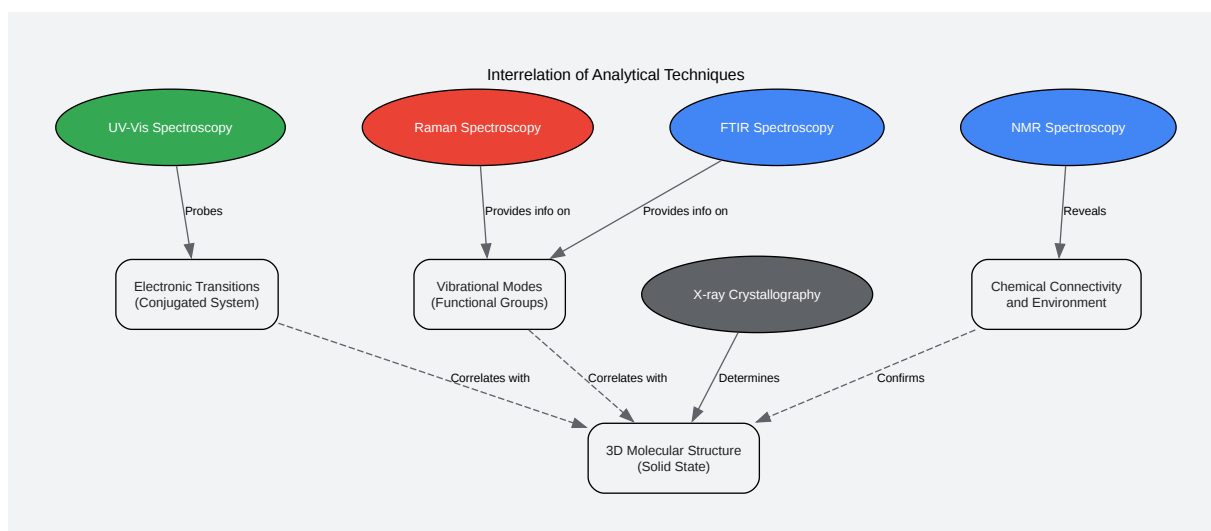 Interrelation of Analytical Techniques
UV-Vis Spectroscopy
Raman Spectroscopy
FTIR Spectroscopy
NMR Spectroscopy
Probes
Provides info on
Provides info on
Reveals
Electronic Transitions
(Conjugated System)
Vibrational Modes
(Functional Groups)
X-ray Crystallography
Chemical Connectivity
and Environment
Correlates with
Correlates with
Determines
Confirms
3D Molecular Structure
(Solid State)